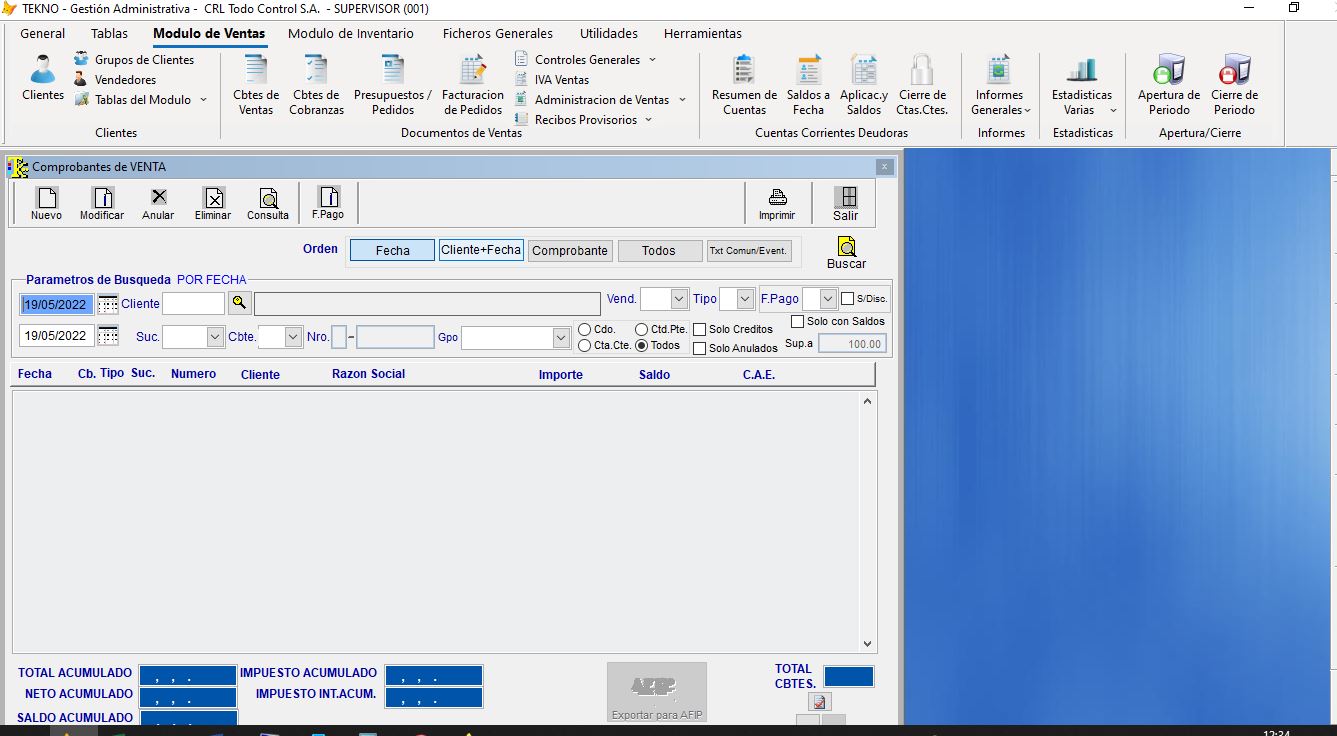 TEKNO - Gestión Administrativa - CRL Todo Control S.A. - SUPERVISOR (001)
General Tablas Modulo de Ventas Modulo de Inventario Ficheros Generales Utilidades Herramientas
Clientes
Grupos de Clientes
Vendedores
Tablas del Modulo
Clientes
Cbtes de Ventas
Cbtes de Cobranzas
Presupuestos / Pedidos
Facturacion de Pedidos
Controles Generales
IVA Ventas
Administracion de Ventas
Recibos Provisorios
Documentos de Ventas
Resumen de Cuentas
Saldos a Fecha
Aplicac.y Saldos
Cierre de Ctas.Ctes.
Cuentas Corrientes Deudoras
Informes Generales
Informes
Estadisticas Varias
Estadisticas
Apertura de Periodo
Cierre de Periodo
Apertura/Cierre
Comprobantes de VENTA
Nuevo Modificar Anular Eliminar Consulta F.Pago Imprimir Salir
Orden Fecha Cliente+Fecha Comprobante Todos Txt Comun/Event. Buscar
Parametros de Busqueda POR FECHA
19/05/2022 Cliente Vend. Tipo F.Pago S/Disc.
19/05/2022 Suc. Cbte. Nro. - Gpo
Cdo. Ctd.Pte. Solo Creditos Solo con Saldos
Cta.Cte. Todos Solo Anulados Sup.a 100.00
Fecha Cb. Tipo Suc. Numero Cliente Razon Social Importe Saldo C.A.E.
TOTAL ACUMULADO , , . IMPUESTO ACUMULADO , , .
NETO ACUMULADO , , . IMPUESTO INT.ACUM. , , .
SALDO ACUMULADO , , .
AFIP
Exportar para AFIP
TOTAL CBTES.
12:34